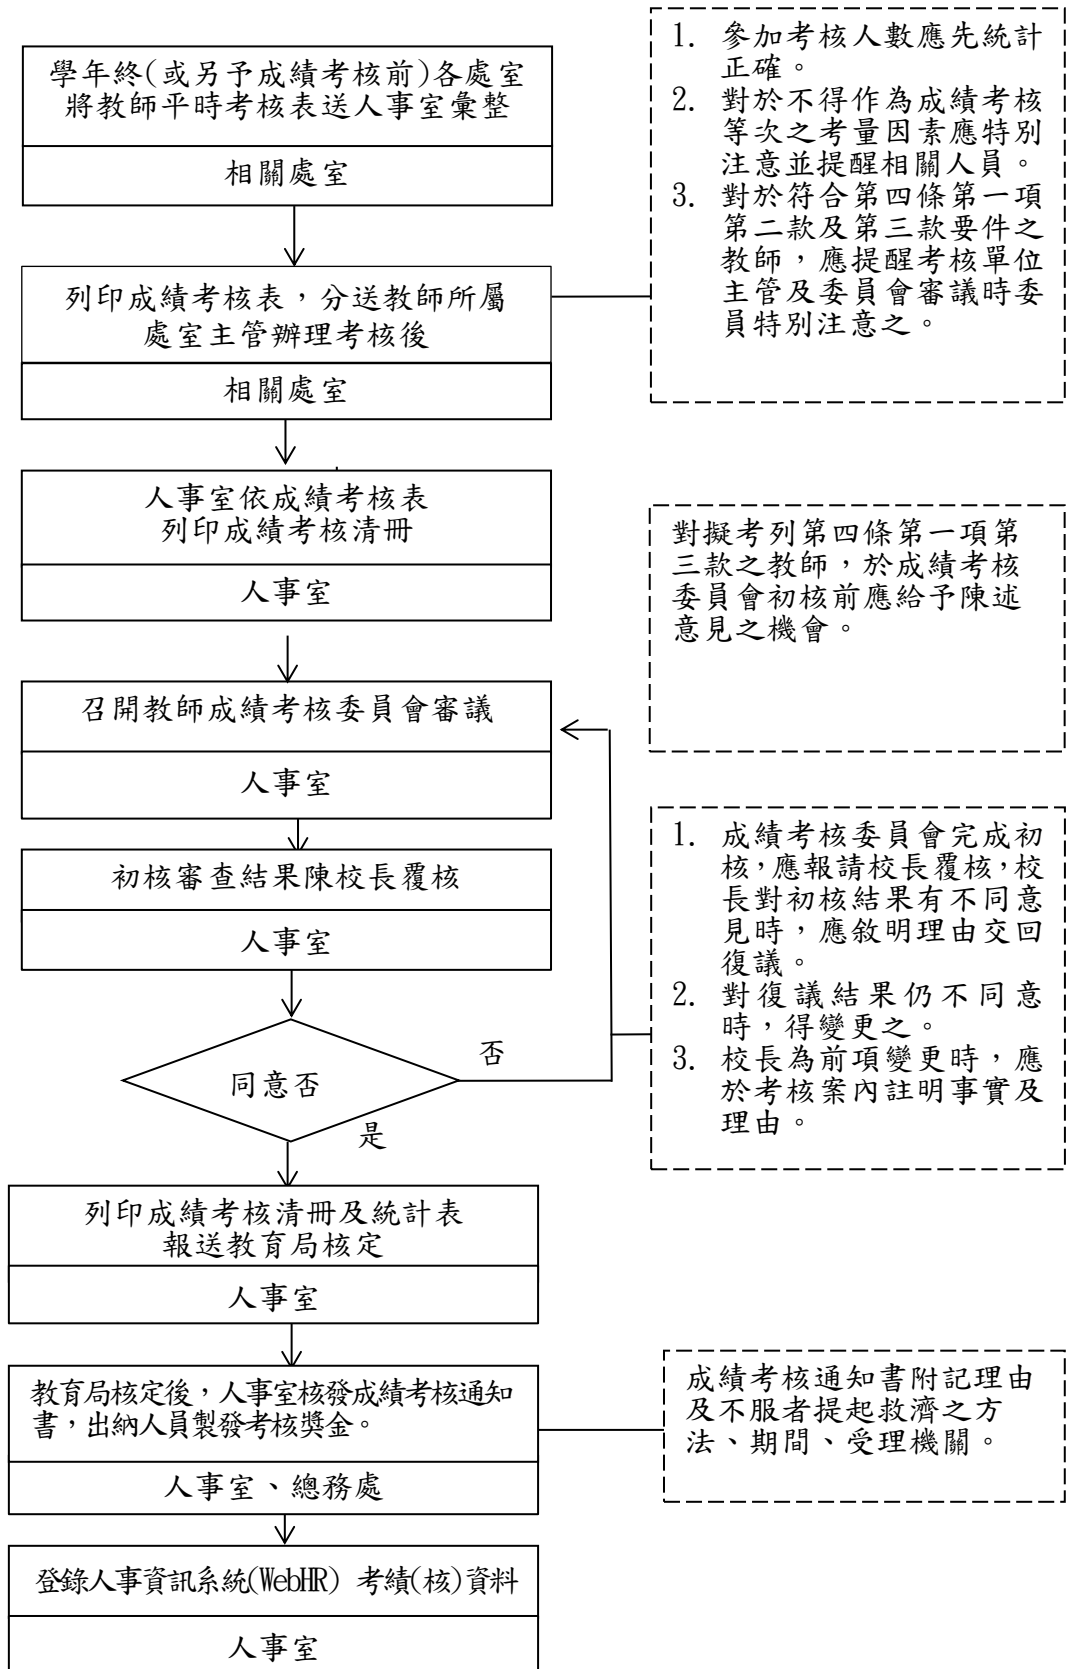 學年終(或另予成績考核前)各處室
將教師平時考核表送人事室彙整
相關處室
1. 參加考核人數應先統計
正確。
2. 對於不得作為成績考核
等次之考量因素應特別
注意並提醒相關人員。
3. 對於符合第四條第一項
第二款及第三款要件之
教師，應提醒考核單位
主管及委員會審議時委
員特別注意之。
列印成績考核表，分送教師所屬
處室主管辦理考核後
相關處室
人事室依成績考核表
列印成績考核清冊
人事室
對擬考列第四條第一項第
三款之教師，於成績考核
委員會初核前應給予陳述
意見之機會。
召開教師成績考核委員會審議
人事室
初核審查結果陳校長覆核
人事室
1. 成績考核委員會完成初
核，應報請校長覆核，校
長對初核結果有不同意
見時，應敘明理由交回
復議。
2. 對復議結果仍不同意
時，得變更之。
3. 校長為前項變更時，應
於考核案內註明事實及
理由。
同意否
否
是
列印成績考核清冊及統計表
報送教育局核定
人事室
教育局核定後，人事室核發成績考核通知
書，出納人員製發考核獎金。
人事室、總務處
成績考核通知書附記理由
及不服者提起救濟之方
法、期間、受理機關。
登錄人事資訊系統(WebHR) 考績(核)資料
人事室